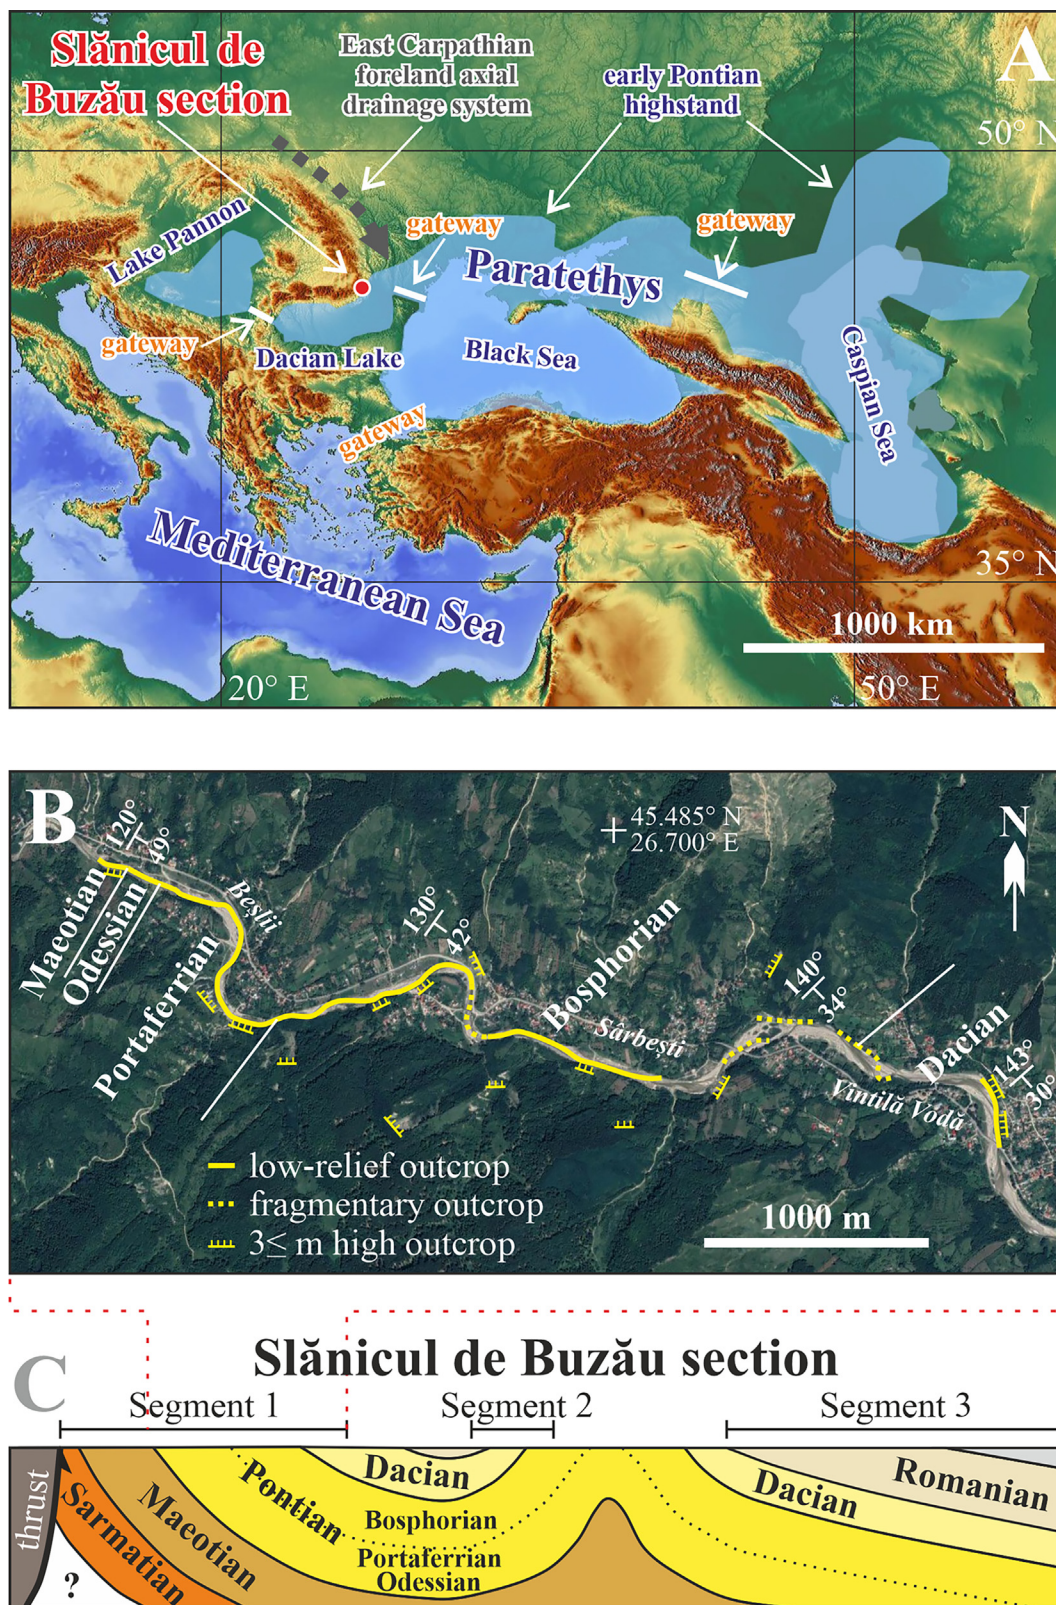 Slănicul de
Buzău section
East Carpathian
foreland axial
drainage system
early Pontian
highstand
A
50° N
Lake Pannon
gateway
gateway
Paratethys
gateway
Dacian Lake
Black Sea
Caspian Sea
gateway
Mediterranean Sea
35° N
1000 km
20° E
50° E
B
45.485° N
26.700° E
N
120°
49°
Maeotian
Odessian
Portaferrian
Beștii
130°
42°
Bosphorian
Sârbești
140°
34°
Dacian
143°
30°
Vintilă Vodă
low-relief outcrop
fragmentary outcrop
3≤ m high outcrop
1000 m
Slănicul de Buzău section
C
Segment 1
Segment 2
Segment 3
thrust
Sarmatian
Maeotian
Pontian
Dacian
Bosphorian
Portaferrian
Odessian
Dacian
Romanian
?